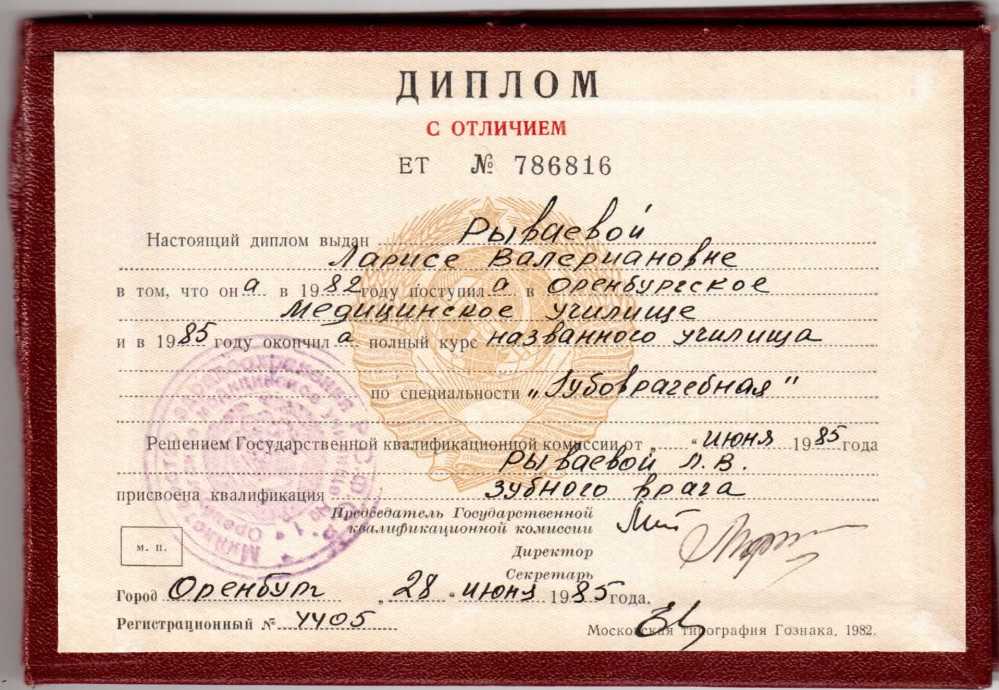 ДИПЛОМ
С ОТЛИЧИЕМ
ЕТ № 786816
Настоящий диплом выдан Рываевой
Ларисе Валериановне
в том, что она в 1982 году поступила в Оренбургское
Медицинское училище
и в 1985 году окончила полный курс названного училища
по специальности „Зубоврачебная"
Решением Государственной квалификационной комиссии от „ " июня 1985 года
Рываевой Л.В.
присвоена квалификация зубного врача
Председатель Государственной
квалификационной комиссии
Директор
Секретарь
м. п.
Город Оренбург „28" июня 1985 года.
Регистрационный № 4405
Московская типография Гознака, 1982.